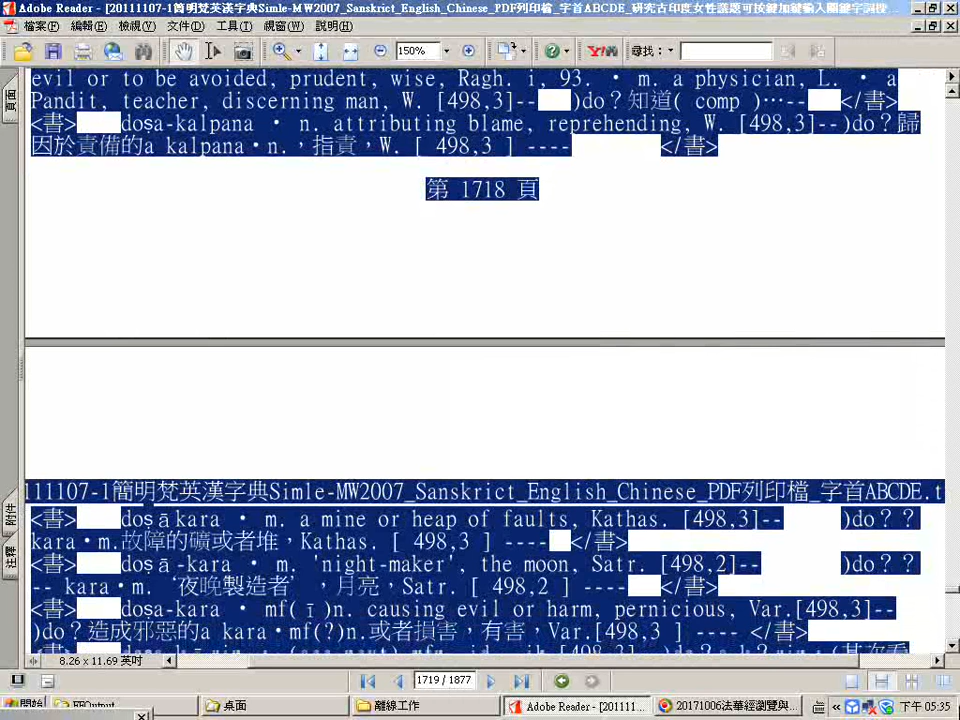 Adobe Reader - [20111107-1簡明梵英漢字典Simle-MW2007_Sanskrict_English_Chinese_PDF列印檔_字首ABCDE_研究古印度女性議題可按鍵加鍵輸入關鍵字詞搜
檔案(F) 編輯(E) 檢視(V) 文件(D) 工具(T) 視窗(W) 說明(H)
150% 尋找：
頁面
evil or to be avoided, prudent, wise, Ragh. i, 93. • m. a physician, L. • a
Pandit, teacher, discerning man, W. [498,3]-- )do？知道( comp )…-- </書>
<書> doṣa-kalpana • n. attributing blame, reprehending, W. [498,3]--)do？歸
因於責備的a kalpana•n.，指責，W. [ 498,3 ] ---- </書>
第 1718 頁
111107-1簡明梵英漢字典Simle-MW2007_Sanskrict_English_Chinese_PDF列印檔_字首ABCDE.t
<書> doṣākara • m. a mine or heap of faults, Kathas. [498,3]-- )do？？
kara•m.故障的礦或者堆，Kathas. [ 498,3 ] ---- </書>
<書> doṣā-kara • m. 'night-maker', the moon, Satr. [498,2]-- )do？？
-- kara•m.‘夜晚製造者’，月亮，Satr. [ 498,2 ] ---- </書>
<書> doṣa-kara • mf(ī)n. causing evil or harm, pernicious, Var.[498,3]--
)do？造成邪惡的a kara•mf(?)n.或者損害，有害，Var.[498,3 ] ---- </書>
附件
注釋
8.26 x 11.69 英吋
1719 / 1877
開始 FEOutput 桌面 離線工作 Adobe Reader - [201111... 20171006法華經瀏覽與... 下午 05:35